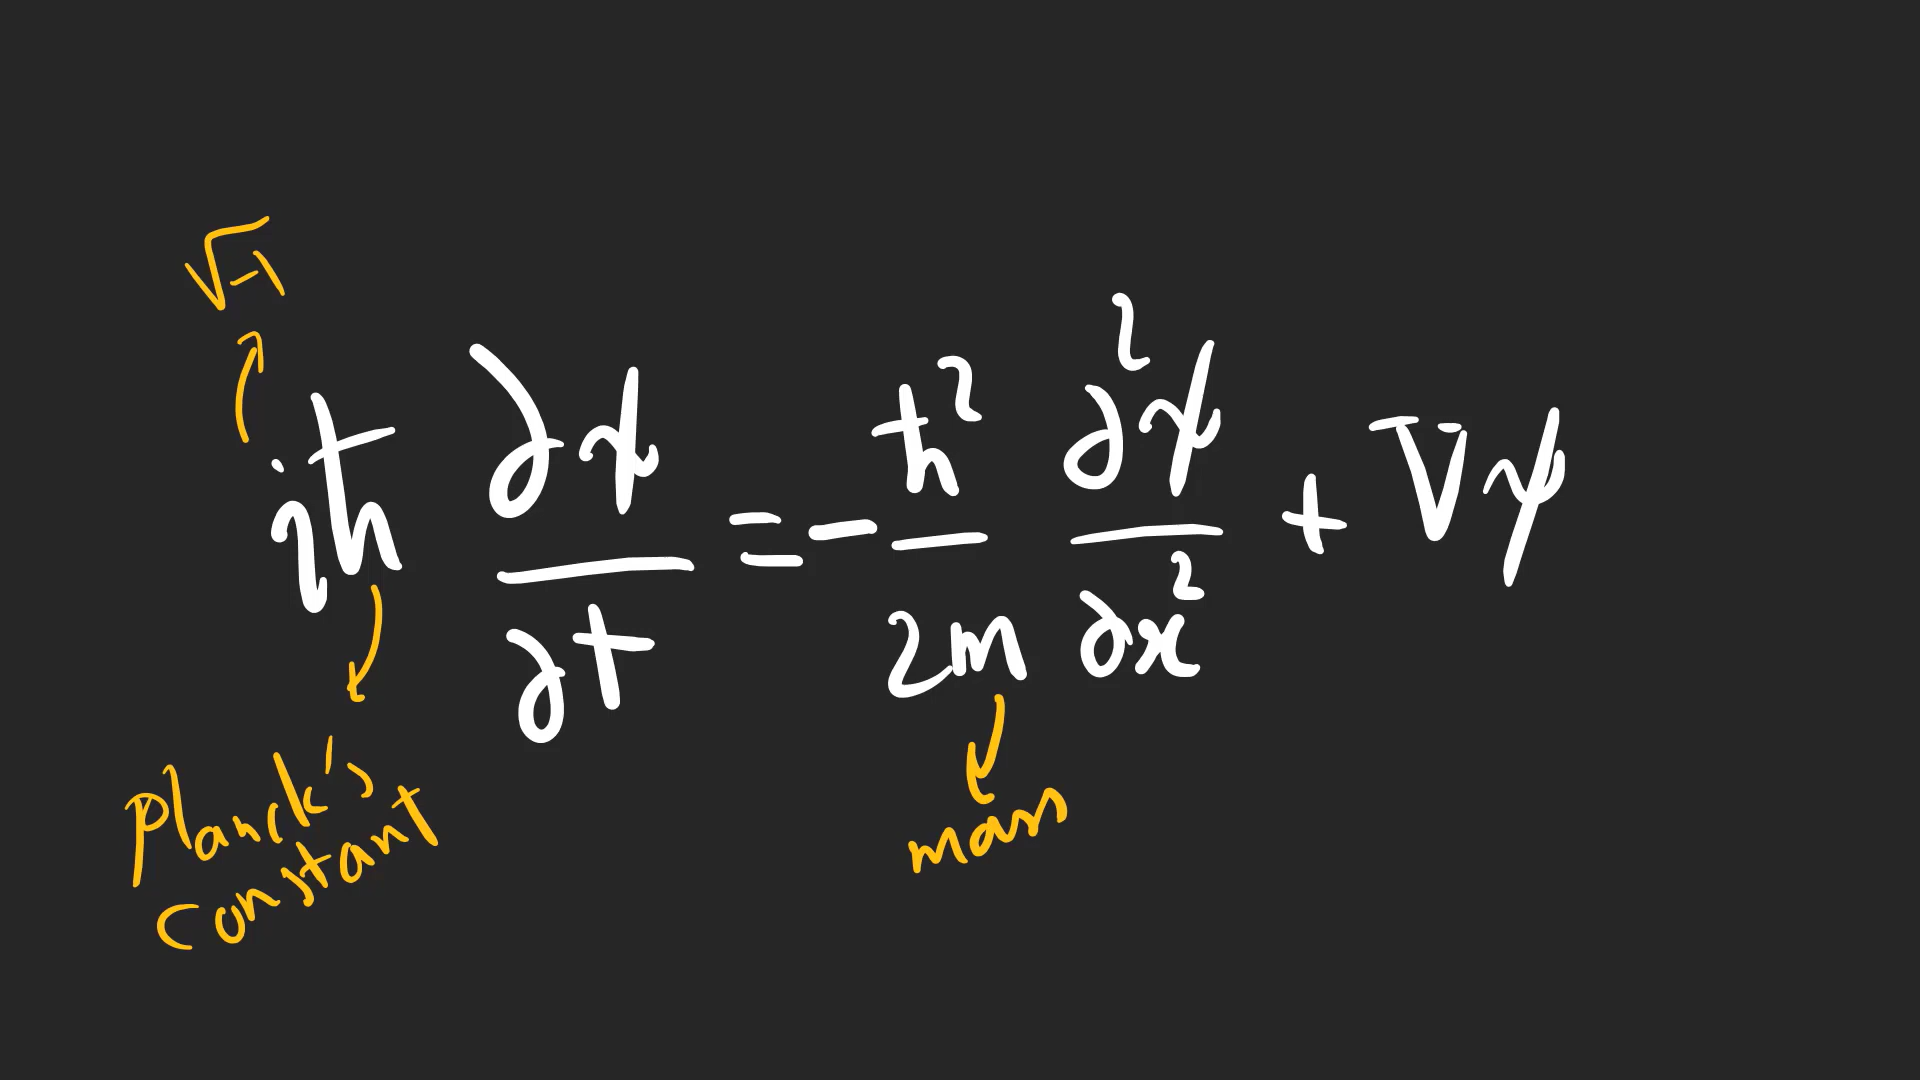 √-1
iħ ∂ψ/∂t = - ħ²/2m ∂²ψ/∂x² + Vψ
Planck's
constant
mass